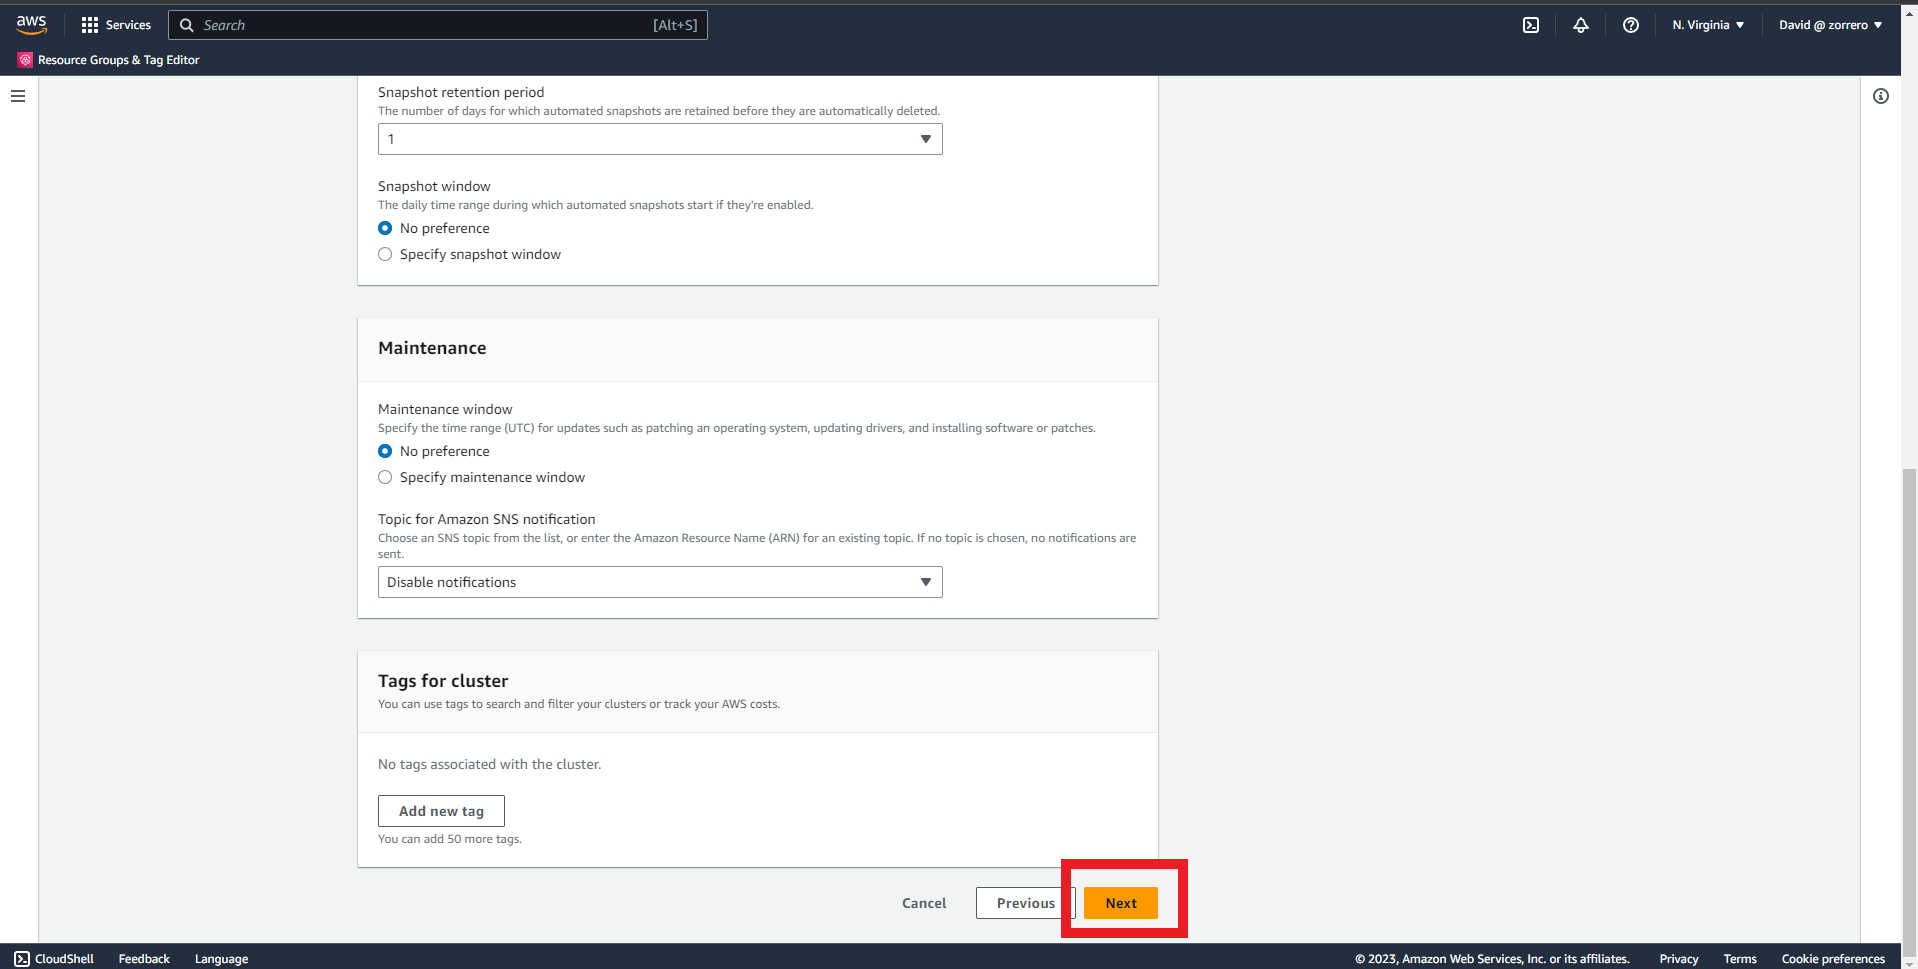 aws
Services
Search
[Alt+S]
N. Virginia
David @ zorrero
Resource Groups & Tag Editor
Snapshot retention period
The number of days for which automated snapshots are retained before they are automatically deleted.
1
Snapshot window
The daily time range during which automated snapshots start if they're enabled.
No preference
Specify snapshot window
Maintenance
Maintenance window
Specify the time range (UTC) for updates such as patching an operating system, updating drivers, and installing software or patches.
No preference
Specify maintenance window
Topic for Amazon SNS notification
Choose an SNS topic from the list, or enter the Amazon Resource Name (ARN) for an existing topic. If no topic is chosen, no notifications are
sent.
Disable notifications
Tags for cluster
You can use tags to search and filter your clusters or track your AWS costs.
No tags associated with the cluster.
Add new tag
You can add 50 more tags.
Cancel
Previous
Next
CloudShell
Feedback
Language
© 2023, Amazon Web Services, Inc. or its affiliates.
Privacy
Terms
Cookie preferences